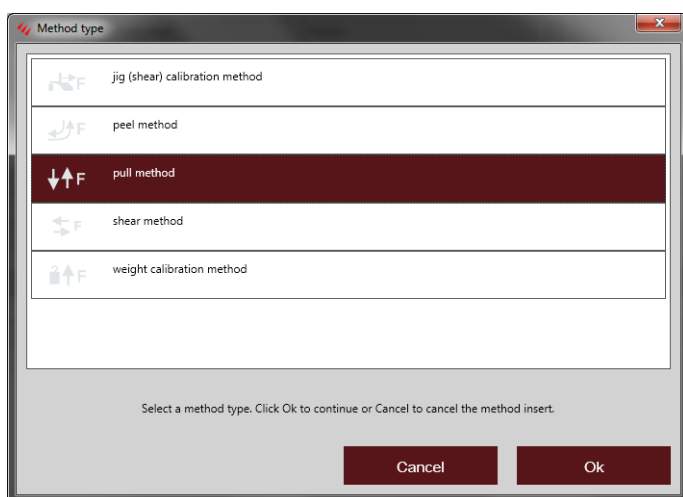 Method type
F jig (shear) calibration method
F peel method
F pull method
F shear method
F weight calibration method
Select a method type. Click Ok to continue or Cancel to cancel the method insert.
Cancel Ok